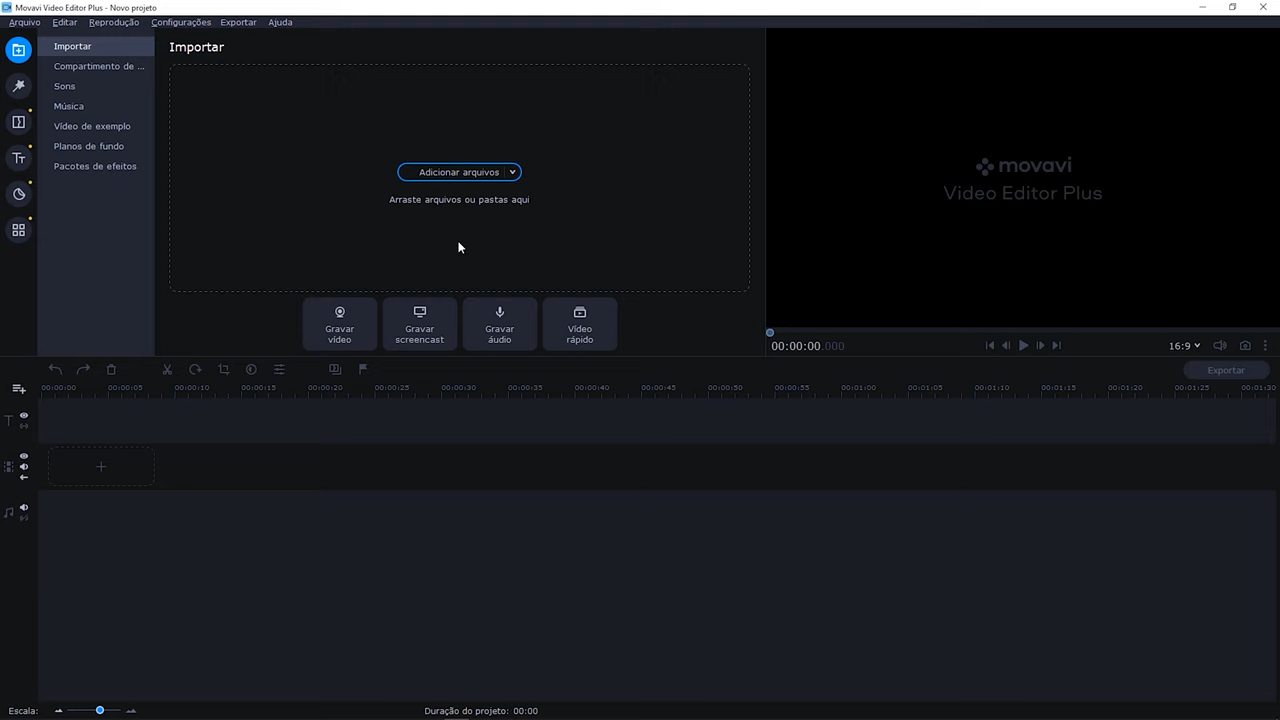 Movavi Video Editor Plus - Novo projeto
Arquivo Editar Reprodução Configurações Exportar Ajuda
Importar
Compartimento de ...
Sons
Música
Vídeo de exemplo
Planos de fundo
Pacotes de efeitos
Importar
Adicionar arquivos
Arraste arquivos ou pastas aqui
Gravar
vídeo
Gravar
screencast
Gravar
áudio
Vídeo
rápido
movavi
Video Editor Plus
00:00:00.000
16:9
Exportar
00:00:00 00:00:05 00:00:10 00:00:15 00:00:20 00:00:25 00:00:30 00:00:35 00:00:40 00:00:45 00:00:50 00:00:55 00:01:00 00:01:05 00:01:10 00:01:15 00:01:20 00:01:25 00:01:30
Escala:
Duração do projeto: 00:00